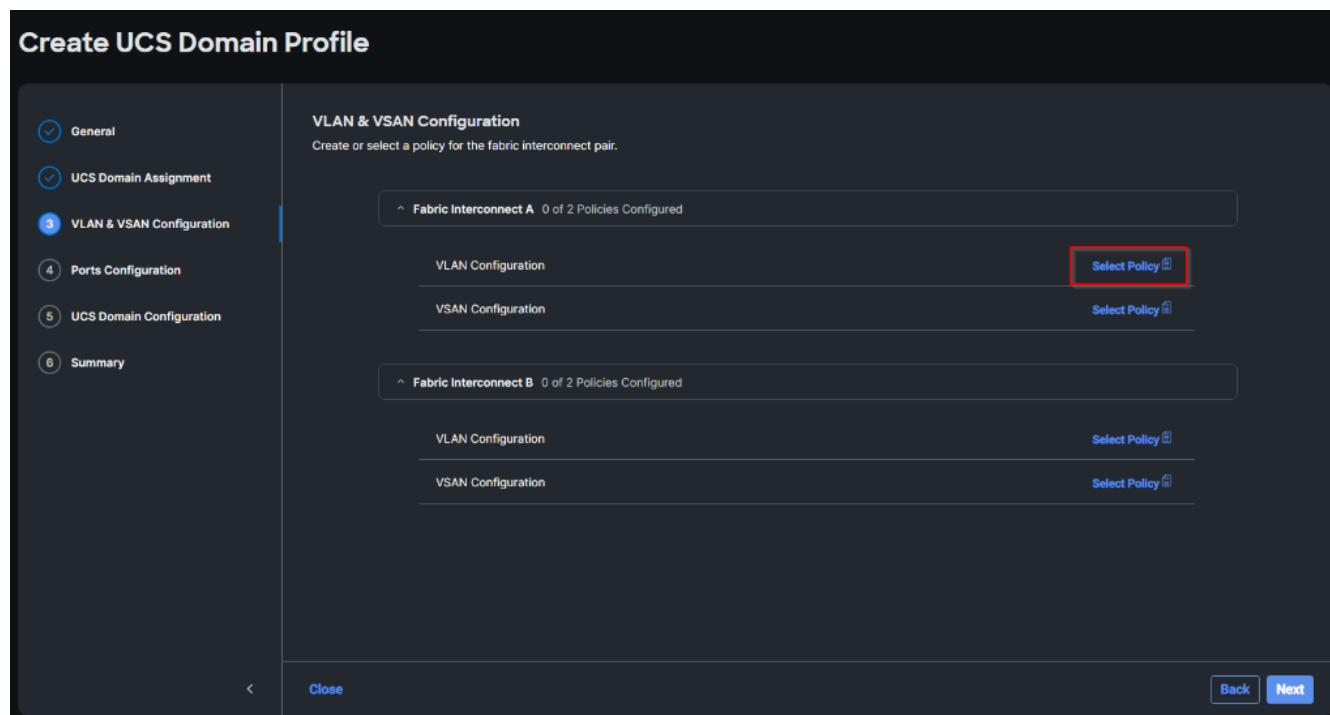 Create UCS Domain Profile
General
UCS Domain Assignment
3 VLAN & VSAN Configuration
4 Ports Configuration
5 UCS Domain Configuration
6 Summary
VLAN & VSAN Configuration
Create or select a policy for the fabric interconnect pair.
Fabric Interconnect A 0 of 2 Policies Configured
VLAN Configuration Select Policy
VSAN Configuration Select Policy
Fabric Interconnect B 0 of 2 Policies Configured
VLAN Configuration Select Policy
VSAN Configuration Select Policy
Close Back Next